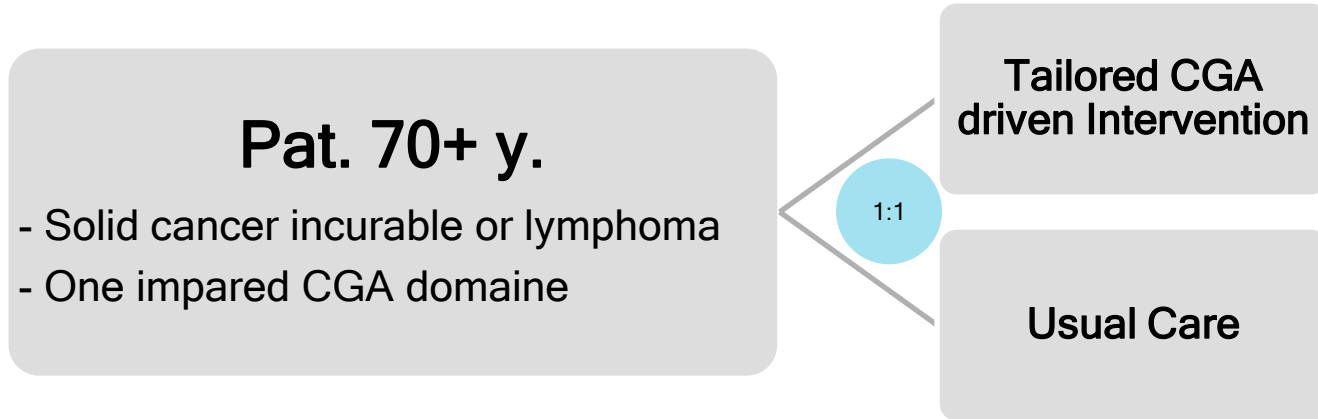 Pat. 70+ y.
- Solid cancer incurable or lymphoma
- One impared CGA domaine
1:1
Tailored CGA
driven Intervention
Usual Care